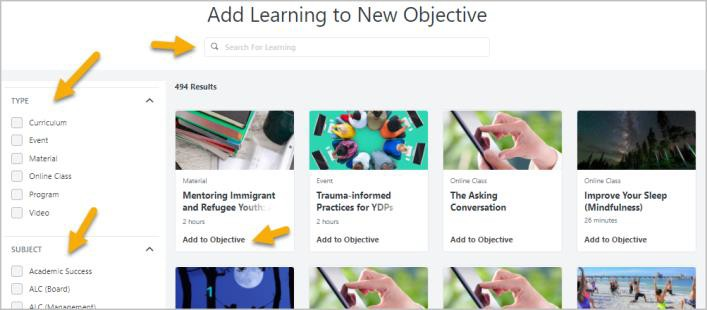 Add Learning to New Objective
Search For Learning
494 Results
TYPE
Curriculum
Event
Material
Online Class
Program
Video
SUBJECT
Academic Success
ALC (Board)
ALC (Management)
Material
Mentoring Immigrant
and Refugee Youth:
2 hours
Add to Objective
Event
Trauma-informed
Practices for YDPs
2 hours
Add to Objective
Online Class
The Asking
Conversation
Add to Objective
Online Class
Improve Your Sleep
(Mindfulness)
26 minutes
Add to Objective